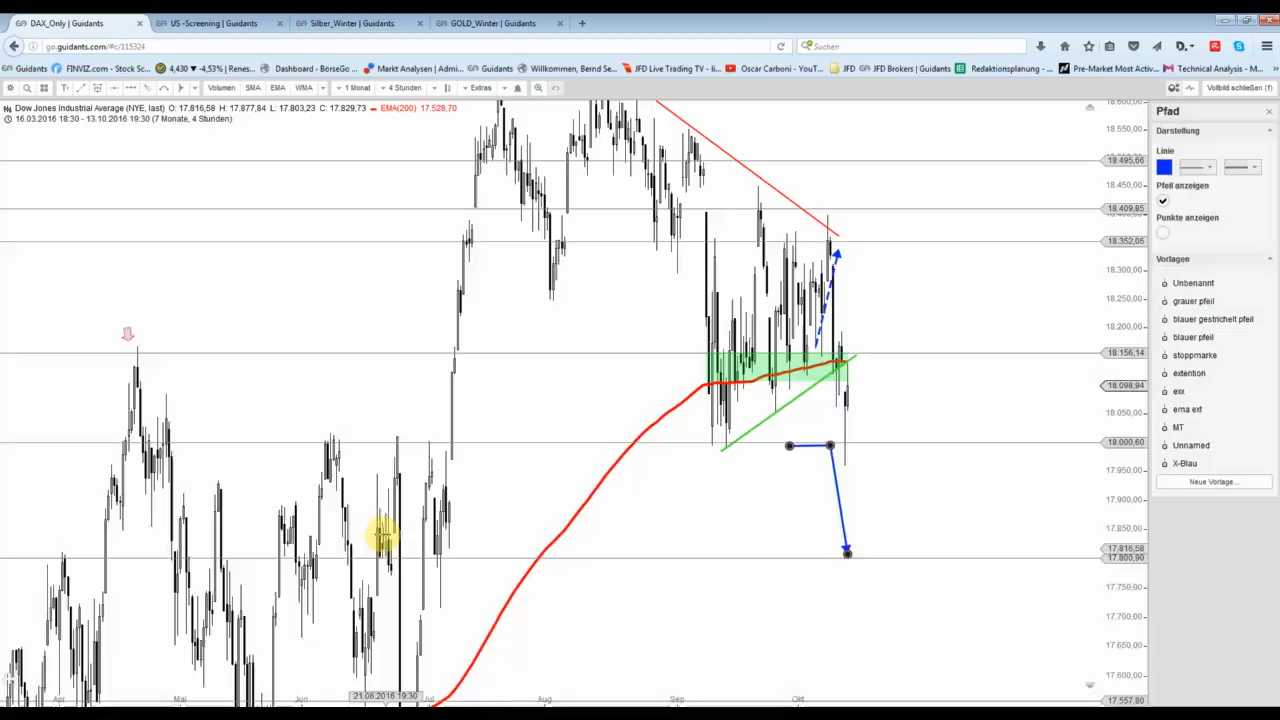 DAX_Only | Guidants
US -Screening | Guidants
Silber_Winter | Guidants
GOLD_Winter | Guidants
go.guidants.com/#c/115324
Suchen
Guidants FINVIZ.com - Stock Sc... 4,430 -4,53% | Renes... Dashboard - BörseGo ... Markt Analysen | Admi... Guidants Willkommen, Bernd Se... JFD Live Trading TV - li... Oscar Carboni - YouT... JFD JFD Brokers | Guidants Redaktionsplanung - ... Pre-Market Most Activ... Technical Analysis - M...
Volumen SMA EMA WMA 1 Monat 4 Stunden Extras Vollbild schließen (f)
Dow Jones Industrial Average (NYE, last) O: 17.816,58 H: 17.877,84 L: 17.803,23 C: 17.829,73 EMA(200) 17.528,70
16.03.2016 18:30 - 13.10.2016 19:30 (7 Monate, 4 Stunden)
18.600,00
18.550,00
18.495,66
18.450,00
18.409,85
18.352,05
18.300,00
18.250,00
18.200,00
18.156,14
18.098,94
18.050,00
18.000,60
17.950,00
17.900,00
17.850,00
17.816,58
17.800,90
17.750,00
17.700,00
17.650,00
17.600,00
17.557,80
Apr Mai Jun 21.06.2016 19:30 Jul Aug Sep Okt
Pfad
Darstellung
Linie
Pfeil anzeigen
Punkte anzeigen
Vorlagen
Unbenannt
grauer pfeil
blauer gestrichelt pfeil
blauer pfeil
stoppmarke
extention
exx
ema ext
MT
Unnamed
X-Blau
Neue Vorlage...